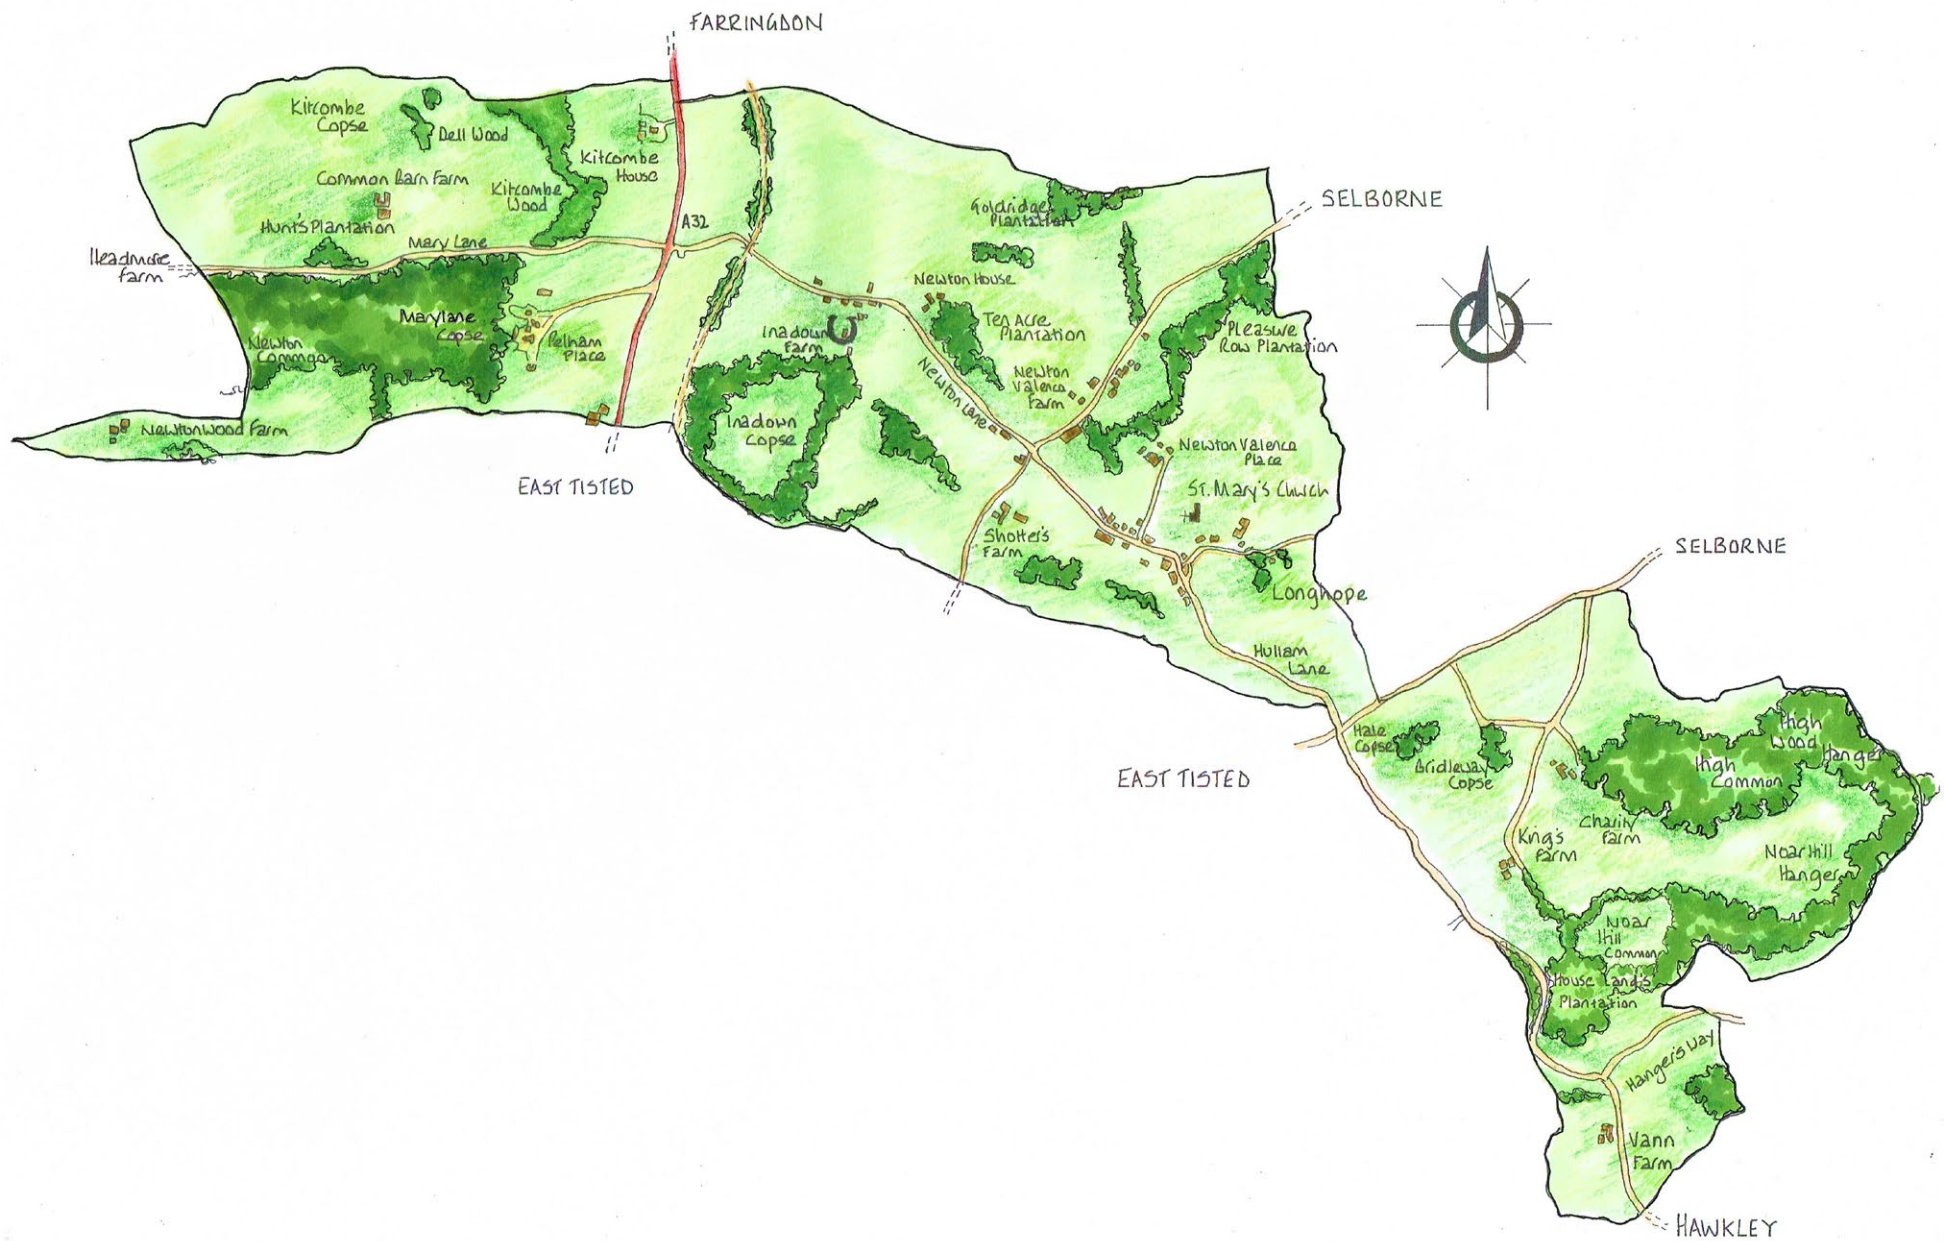 FARRINGDON
Kitcombe
Copse
Dell Wood
Kitcombe
House
Common Barn Farm
Kitcombe
Wood
Hunt's Plantation
Mary Lane
A32
Headmore
Farm
Goldridge
Plantation
SELBORNE
Newton House
Marylane
Copse
Newton
Common
Pelham
Place
Inadown
Farm
Ten Acre
Plantation
Pleasure
Row Plantation
Newton
Valence
Farm
Newton Lane
Inadown
Copse
Newton Wood Farm
Newton Valence
Place
EAST TISTED
St. Mary's Church
Shotter's
Farm
Longhope
SELBORNE
Hullam
Lane
Hale
Copse
Bridleway
Copse
High
Wood
Hanger
High
Common
EAST TISTED
Charity
Farm
King's
Farm
Noar Hill
Hanger
Noar
Hill
Common
House Land's
Plantation
Hanger's Way
Vann
Farm
HAWKLEY